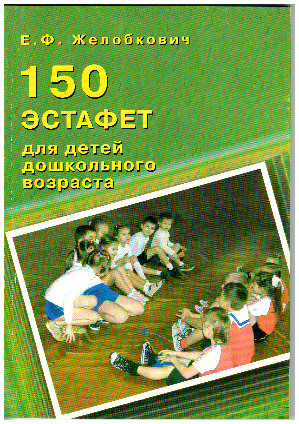 Е.Ф. Желобкович
150
ЭСТАФЕТ
для детей
дошкольного
возраста